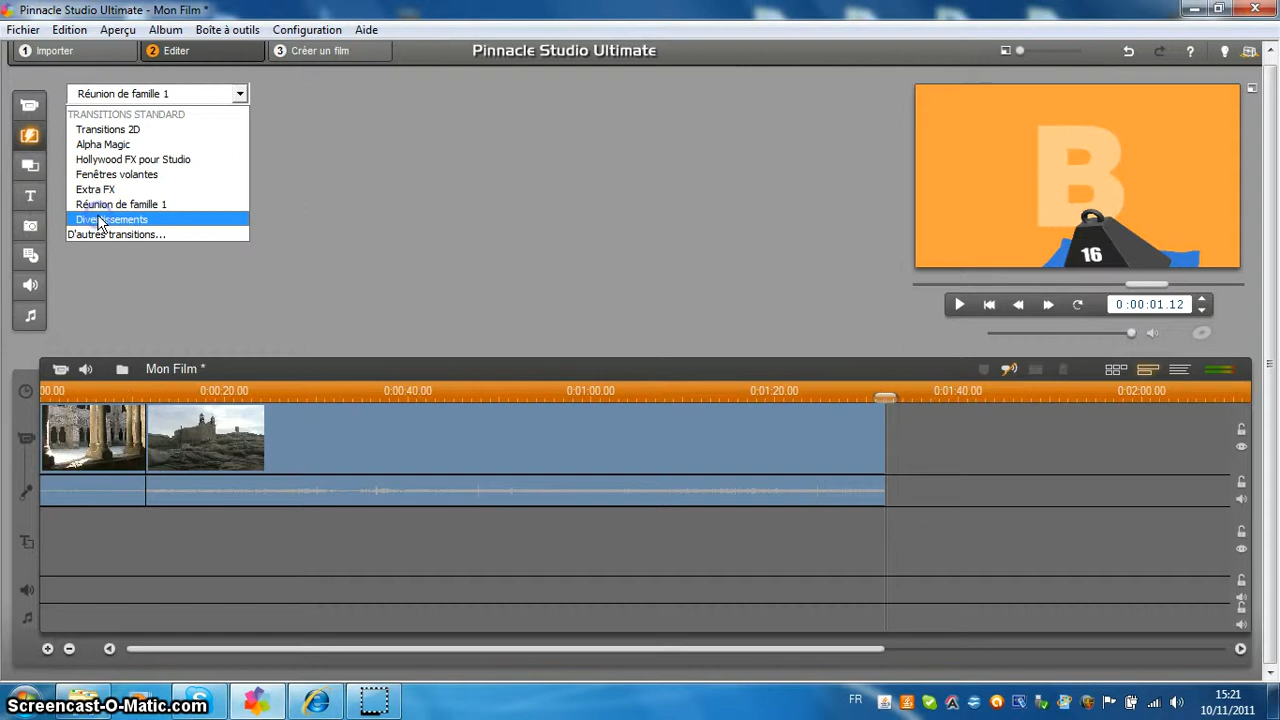 Pinnacle Studio Ultimate - Mon Film *
Fichier Edition Aperçu Album Boîte à outils Configuration Aide
1 Importer 2 Editer 3 Créer un film Pinnacle Studio Ultimate ?
Réunion de famille 1
TRANSITIONS STANDARD
Transitions 2D
Alpha Magic
Hollywood FX pour Studio
Fenêtres volantes
Extra FX
Réunion de famille 1
Divertissements
D'autres transitions...
T
B
16
0:00:01.12
Mon Film *
00.00 0:00:20.00 0:00:40.00 0:01:00.00 0:01:20.00 0:01:40.00 0:02:00.00
T
FR 15:21
10/11/2011
Screencast-O-Matic.com